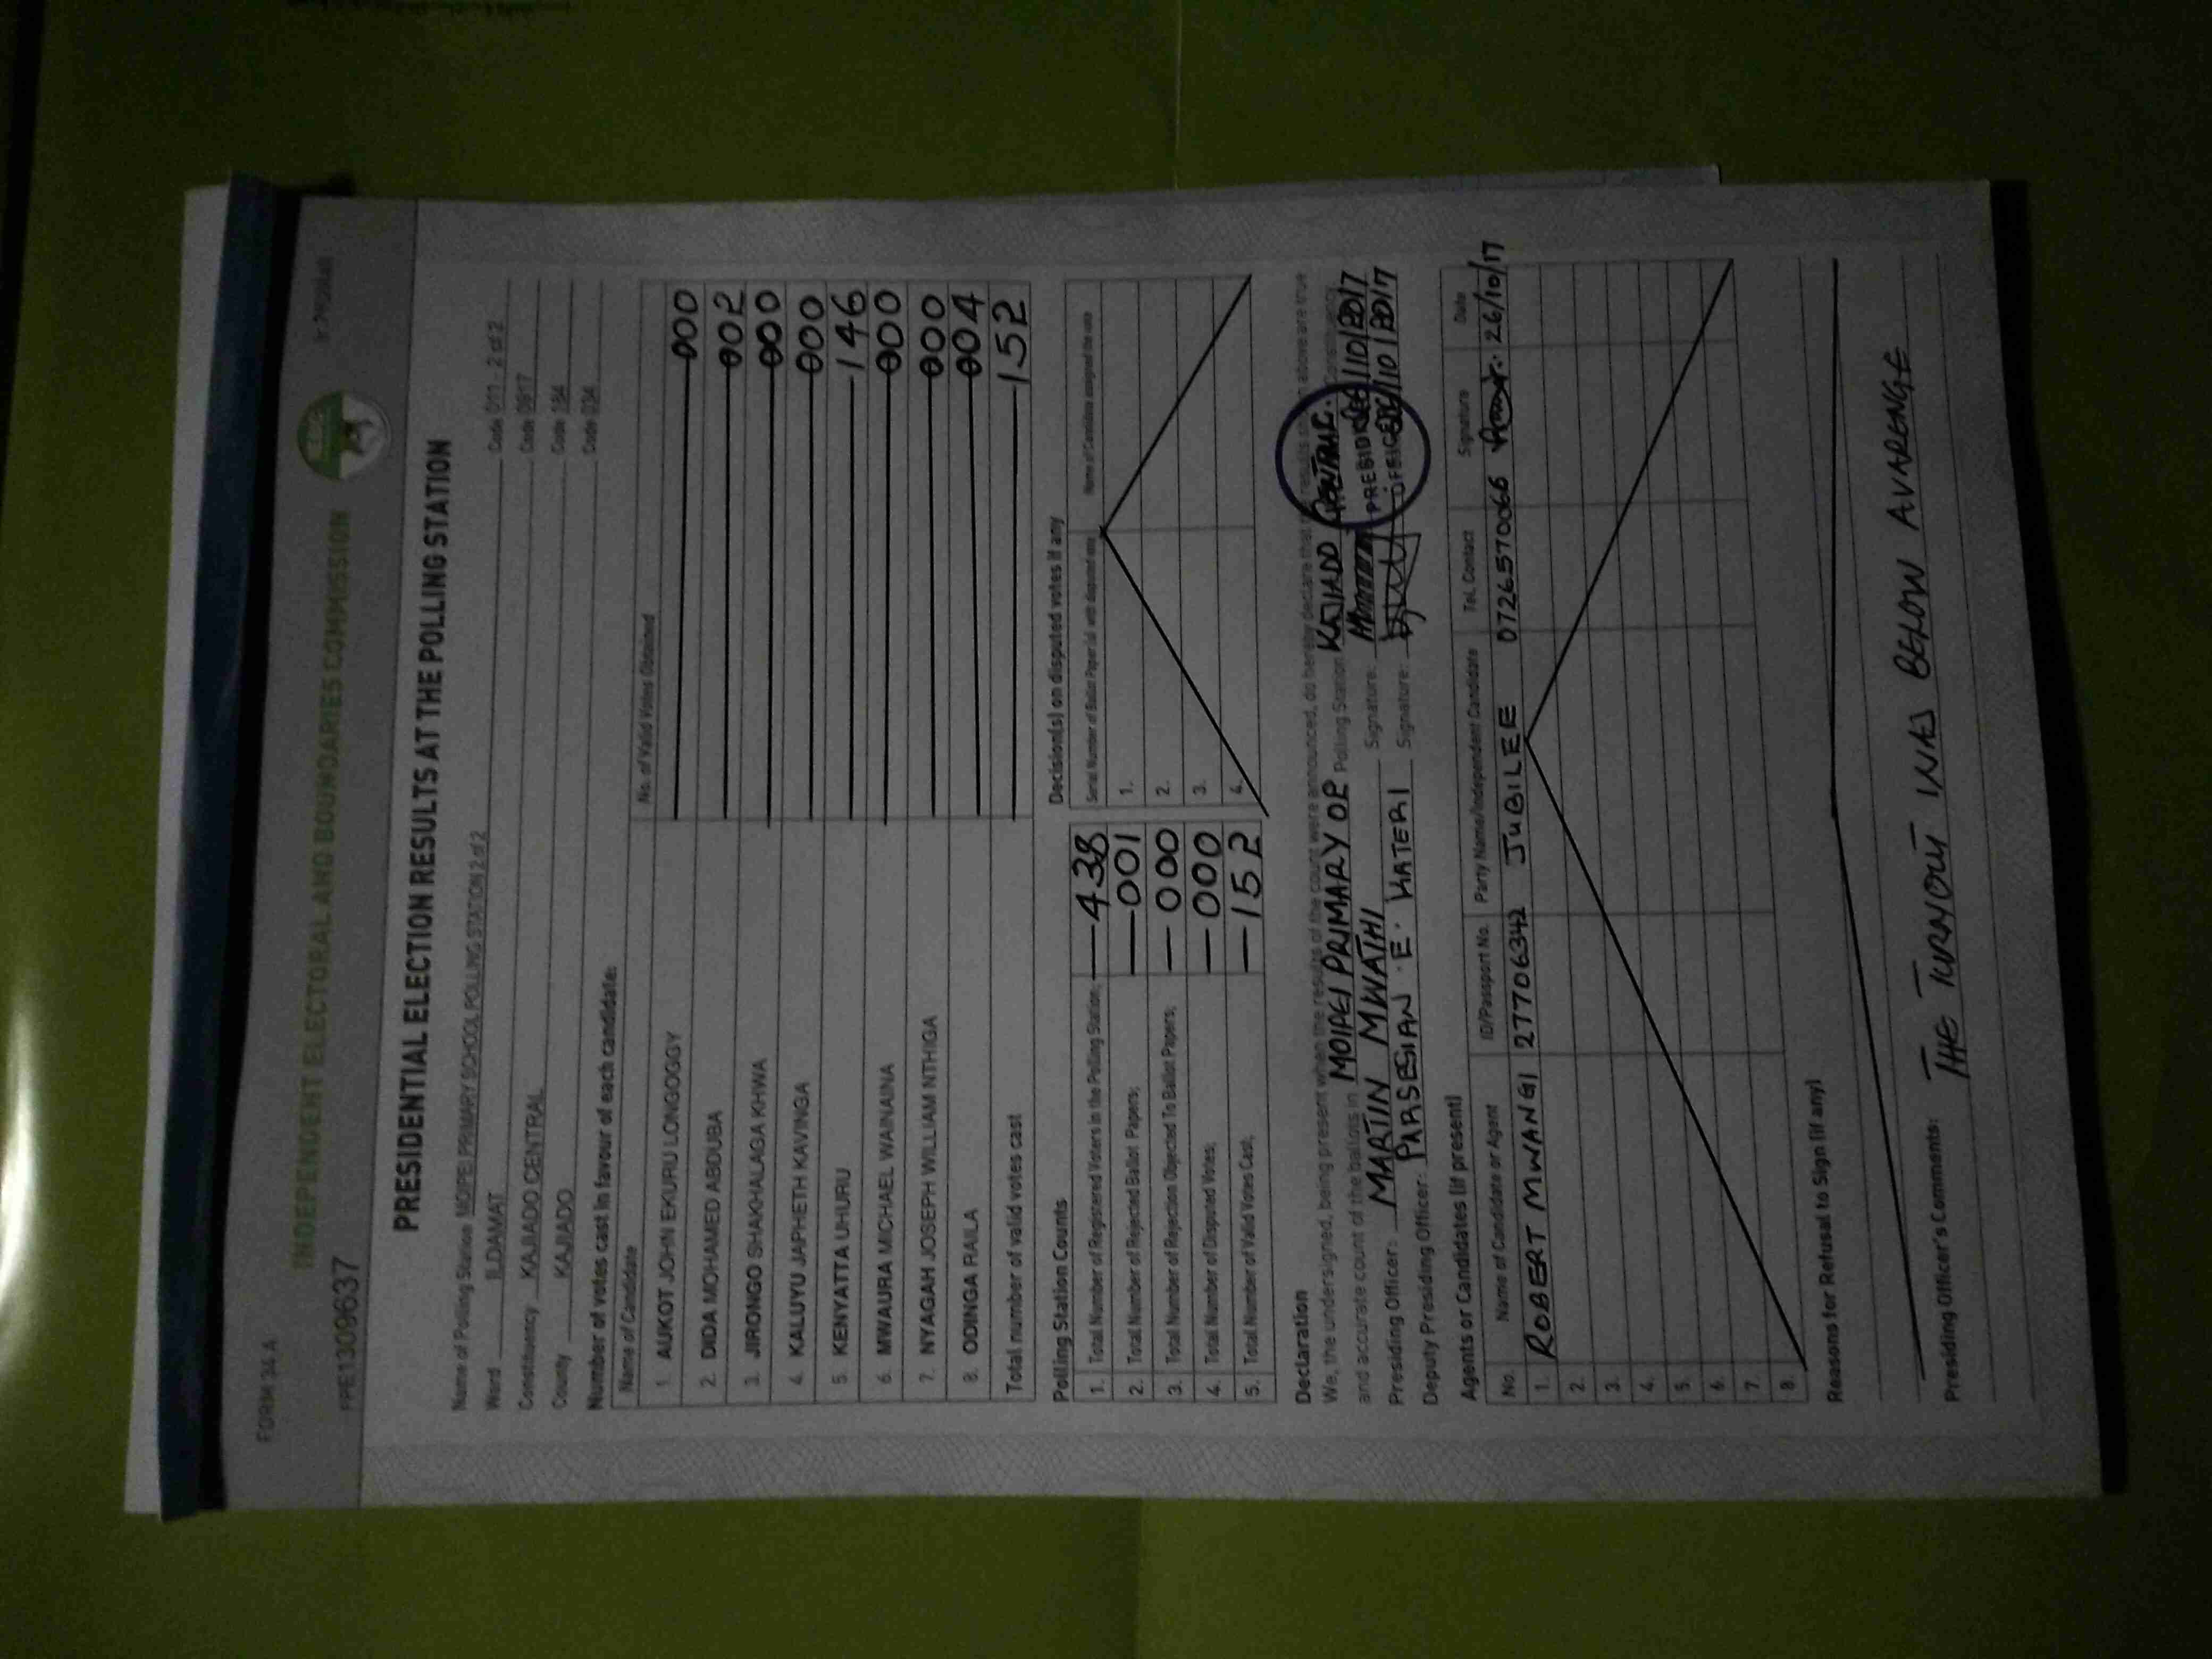 FORM 34 A
INDEPENDENT ELECTORAL AND BOUNDARIES COMMISSION
PPE1309637
PRESIDENTIAL ELECTION RESULTS AT THE POLLING STATION
Name of Polling Station MOIPEI PRIMARY SCHOOL POLLING STATION 2 of 2 Code 011 . 2 of 2
Ward ILDAMAT Code 0917
Constituency KAJIADO CENTRAL Code 184
County KAJIADO Code 034
Number of votes cast in favour of each candidate:
Name of Candidate No. of Valid Votes Obtained
1. AUKOT JOHN EKURU LONGOGGY 000
2. DIDA MOHAMED ABDUBA 002
3. JIRONGO SHAKHALAGA KHWA 000
4. KALUYU JAPHETH KAVINGA 000
5. KENYATTA UHURU 146
6. MWAURA MICHAEL WAINAINA 000
7. NYAGAH JOSEPH WILLIAM NTHIGA 000
8. ODINGA RAILA 004
Total number of valid votes cast 152
Polling Station Counts
1. Total Number of Registered Voters in the Polling Station; 438
2. Total Number of Rejected Ballot Papers; 001
3. Total Number of Rejection Objected To Ballot Papers; 000
4. Total Number of Disputed Votes; 000
5. Total Number of Valid Votes Cast; 152
Decision(s) on disputed votes if any
Serial Number of Ballot Paper (s) with disputed vote Name of Candidate assigned the vote
1.
2.
3.
4.
Declaration
We, the undersigned, being present when the results of the count were announced, do hereby declare that the results shown above are true
and accurate count of the ballots in MOIPEI PRIMARY OP Polling Station KAJIADO CENTRAL Constituency
Presiding Officer: MARTIN MWATHI Signature: /10/2017
Deputy Presiding Officer: PARSESIAN . E . KATERI Signature: /10/2017
PRESIDING
OFFICER
Agents or Candidates (if present)
No. Name of Candidate or Agent ID/Passport No. Party Name/Independent Candidate Tel. Contact Signature Date
1. ROBERT MWANGI 27706342 JUBILEE 0726570066 26/10/17
2.
3.
4.
5.
6.
7.
8.
Reasons for Refusal to Sign (if any)
Presiding Officer's Comments: THE TURNOUT WAS BELOW AVARENGE